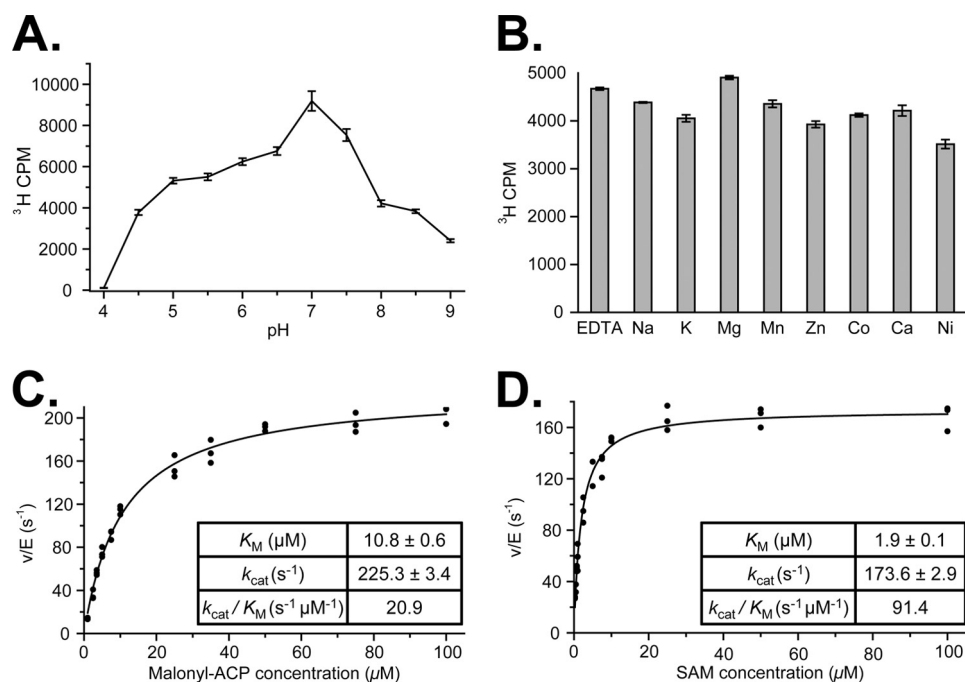 A.
³H CPM
10000
8000
6000
4000
2000
0
4 5 6 7 8 9
pH
B.
³H CPM
5000
4000
3000
2000
1000
0
EDTA Na K Mg Mn Zn Co Ca Ni
C.
v/E (s⁻¹)
200
160
120
80
40
0
0 20 40 60 80 100
Malonyl-ACP concentration (µM)
K_M (µM) 10.8 ± 0.6
k_cat (s⁻¹) 225.3 ± 3.4
k_cat / K_M (s⁻¹ µM⁻¹) 20.9
D.
v/E (s⁻¹)
160
120
80
40
0
0 20 40 60 80 100
SAM concentration (µM)
K_M (µM) 1.9 ± 0.1
k_cat (s⁻¹) 173.6 ± 2.9
k_cat / K_M (s⁻¹ µM⁻¹) 91.4